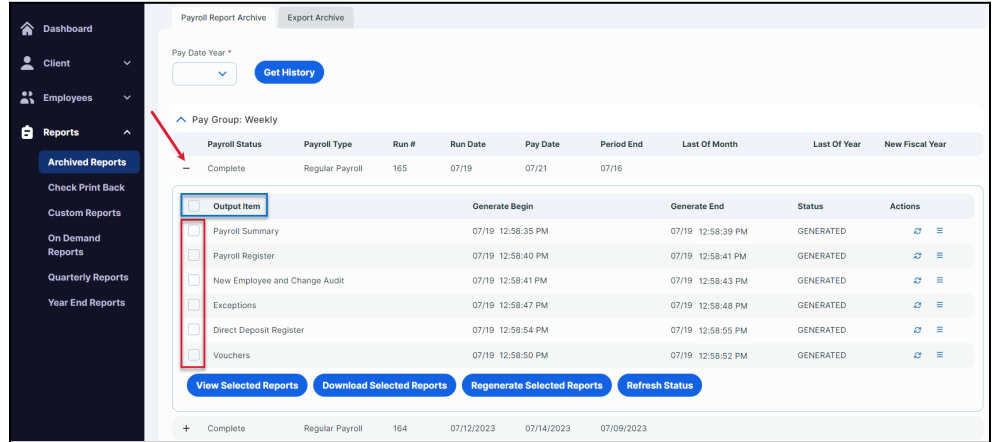 Dashboard
Client
Employees
Reports
Archived Reports
Check Print Back
Custom Reports
On Demand
Reports
Quarterly Reports
Year End Reports
Payroll Report Archive Export Archive
Pay Date Year *
Get History
Pay Group: Weekly
Payroll Status Payroll Type Run # Run Date Pay Date Period End Last Of Month Last Of Year New Fiscal Year
Complete Regular Payroll 165 07/19 07/21 07/16
Output Item Generate Begin Generate End Status Actions
Payroll Summary 07/19 12:58:35 PM 07/19 12:58:39 PM GENERATED
Payroll Register 07/19 12:58:40 PM 07/19 12:58:41 PM GENERATED
New Employee and Change Audit 07/19 12:58:41 PM 07/19 12:58:43 PM GENERATED
Exceptions 07/19 12:58:47 PM 07/19 12:58:48 PM GENERATED
Direct Deposit Register 07/19 12:58:54 PM 07/19 12:58:55 PM GENERATED
Vouchers 07/19 12:58:50 PM 07/19 12:58:52 PM GENERATED
View Selected Reports Download Selected Reports Regenerate Selected Reports Refresh Status
+ Complete Regular Payroll 164 07/12/2023 07/14/2023 07/09/2023